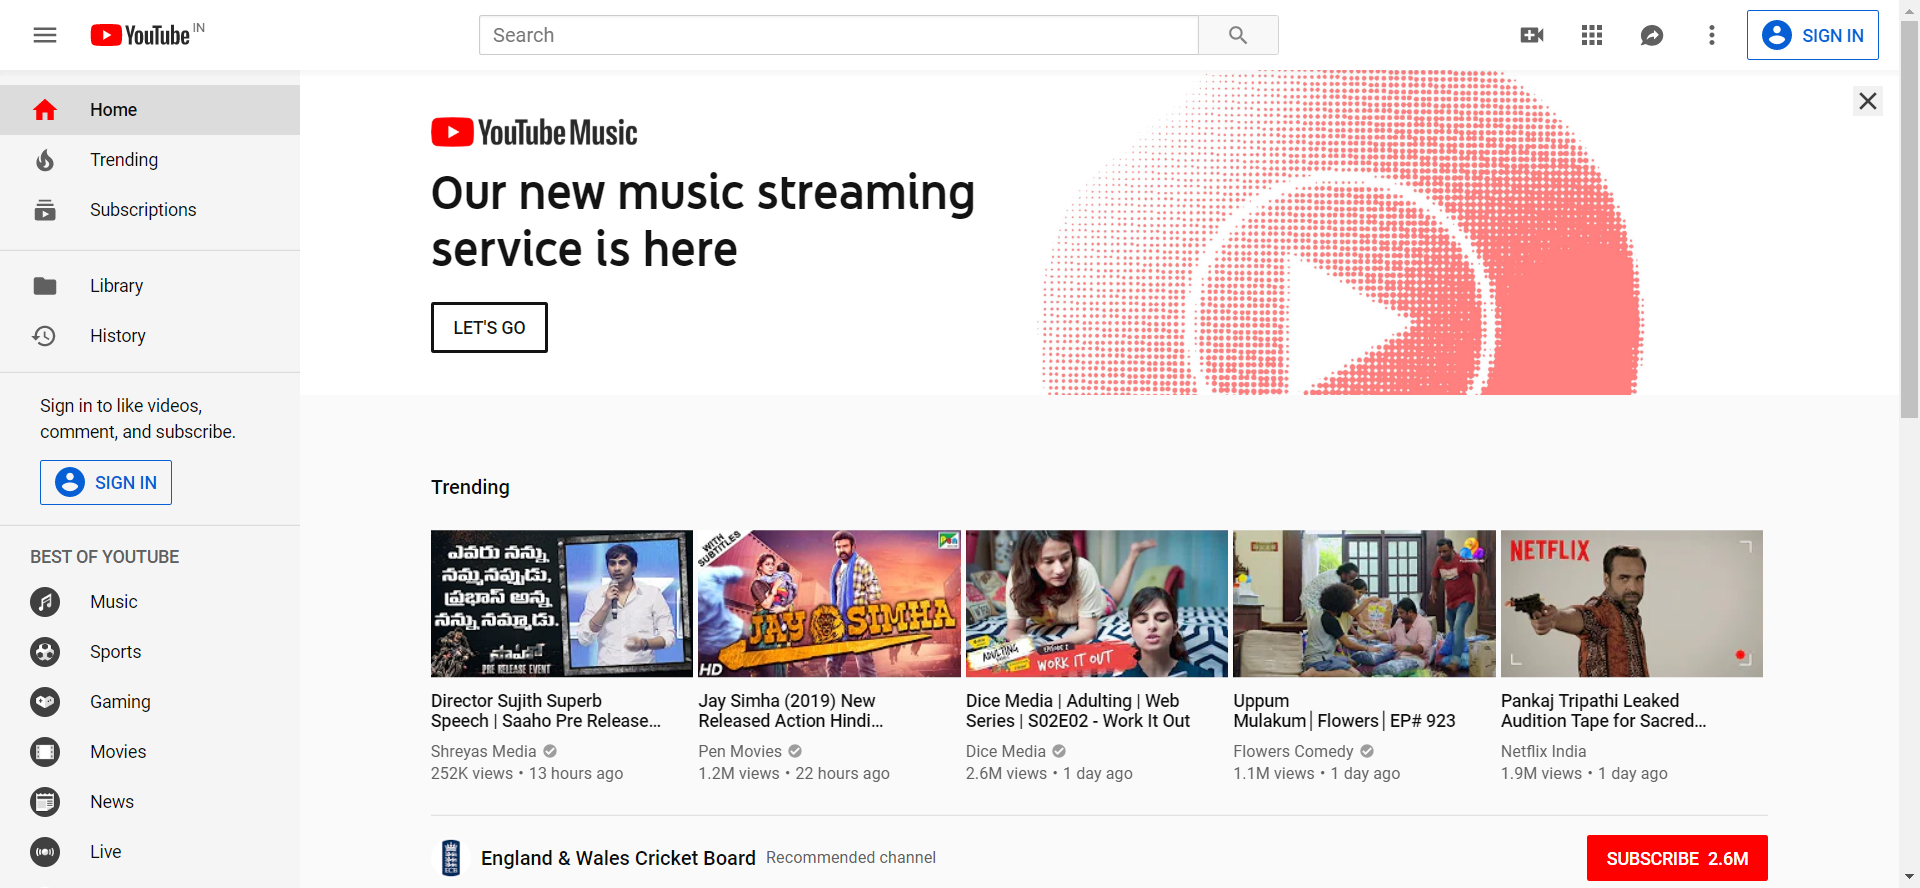 YouTube IN
Search
SIGN IN
Home
Trending
Subscriptions
Library
History
Sign in to like videos,
comment, and subscribe.
SIGN IN
BEST OF YOUTUBE
Music
Sports
Gaming
Movies
News
Live
YouTube Music
Our new music streaming
service is here
LET'S GO
Trending
ఎవరు నన్ను
నమ్మనప్పుడు,
ప్రభాస్ అన్న
నన్ను నమ్మాడు.
సాహో
PRE RELEASE EVENT
Director Sujith Superb
Speech | Saaho Pre Release...
Shreyas Media
252K views • 13 hours ago
WITH
SUBTITLES
Pen
JAY SIMHA
HD
Jay Simha (2019) New
Released Action Hindi...
Pen Movies
1.2M views • 22 hours ago
ADULTING
EPISODE 2
WORK IT OUT
Dice Media | Adulting | Web
Series | S02E02 - Work It Out
Dice Media
2.6M views • 1 day ago
Uppum
Mulakum│Flowers│EP# 923
Flowers Comedy
1.1M views • 1 day ago
NETFLIX
Pankaj Tripathi Leaked
Audition Tape for Sacred...
Netflix India
1.9M views • 1 day ago
ECB
England & Wales Cricket Board Recommended channel
SUBSCRIBE 2.6M